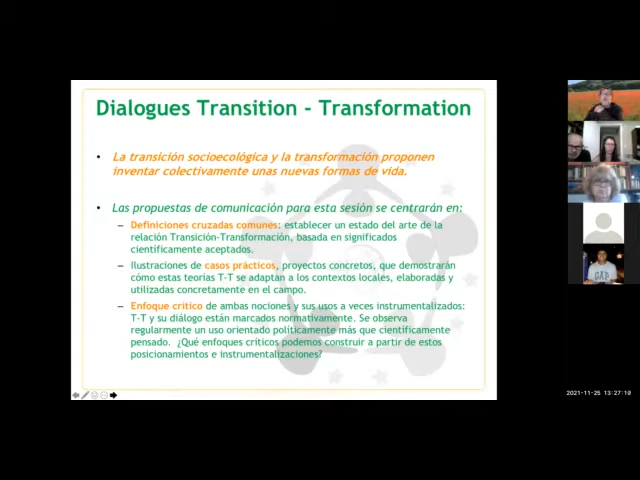 Dialogues Transition - Transformation
• La transición socioecológica y la transformación proponen
inventar colectivamente unas nuevas formas de vida.
• Las propuestas de comunicación para esta sesión se centrarán en:
– Definiciones cruzadas comunes: establecer un estado del arte de la
relación Transición-Transformación, basada en significados
científicamente aceptados.
– Ilustraciones de casos prácticos, proyectos concretos, que demostrarán
cómo estas teorías T-T se adaptan a los contextos locales, elaboradas y
utilizadas concretamente en el campo.
– Enfoque crítico de ambas nociones y sus usos a veces instrumentalizados:
T-T y su diálogo están marcados normativamente. Se observa
regularmente un uso orientado políticamente más que científicamente
pensado. ¿Qué enfoques críticos podemos construir a partir de estos
posicionamientos e instrumentalizaciones?
GAP
2021-11-25 13:27:10